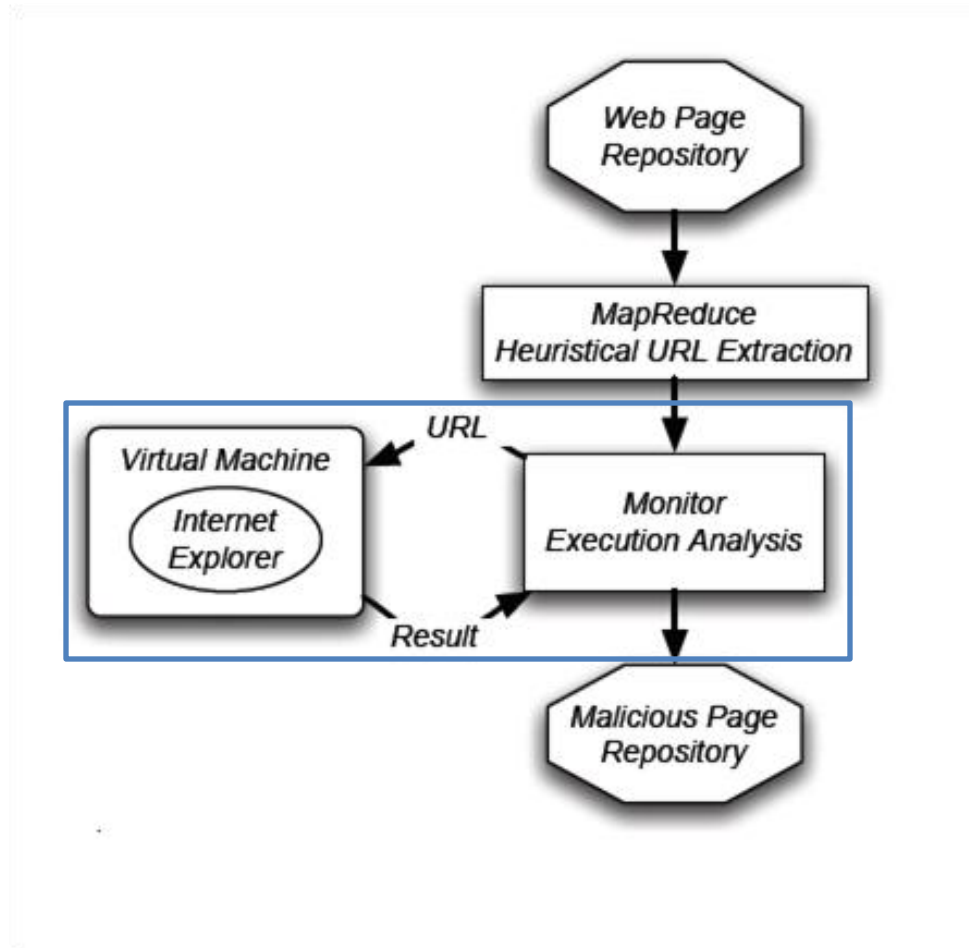 Web Page
Repository
MapReduce
Heuristical URL Extraction
URL
Virtual Machine
Internet
Explorer
Monitor
Execution Analysis
Result
Malicious Page
Repository